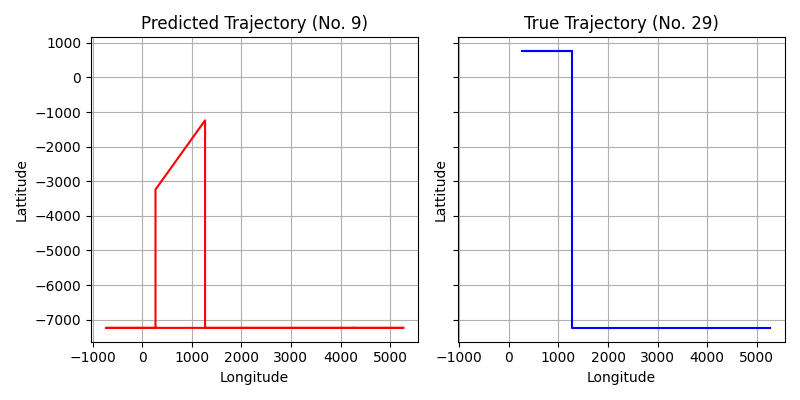 Predicted Trajectory (No. 9)
True Trajectory (No. 29)
1000
0
−1000
−2000
−3000
−4000
−5000
−6000
−7000
Lattitude
Lattitude
−1000 0 1000 2000 3000 4000 5000
−1000 0 1000 2000 3000 4000 5000
Longitude
Longitude